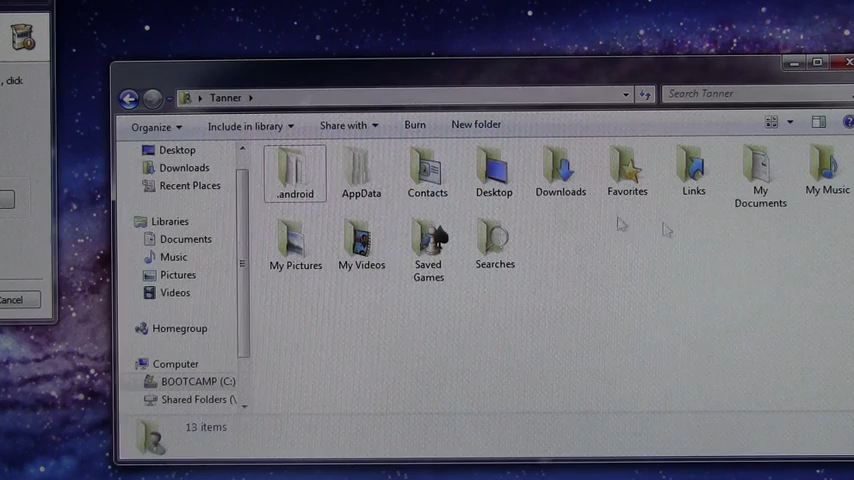 , click
Cancel
Tanner
Search Tanner
Organize
Include in library
Share with
Burn
New folder
Desktop
Downloads
Recent Places
Libraries
Documents
Music
Pictures
Videos
Homegroup
Computer
BOOTCAMP (C:)
Shared Folders (\
.android
AppData
Contacts
Desktop
Downloads
Favorites
Links
My
Documents
My Music
My Pictures
My Videos
Saved
Games
Searches
13 items